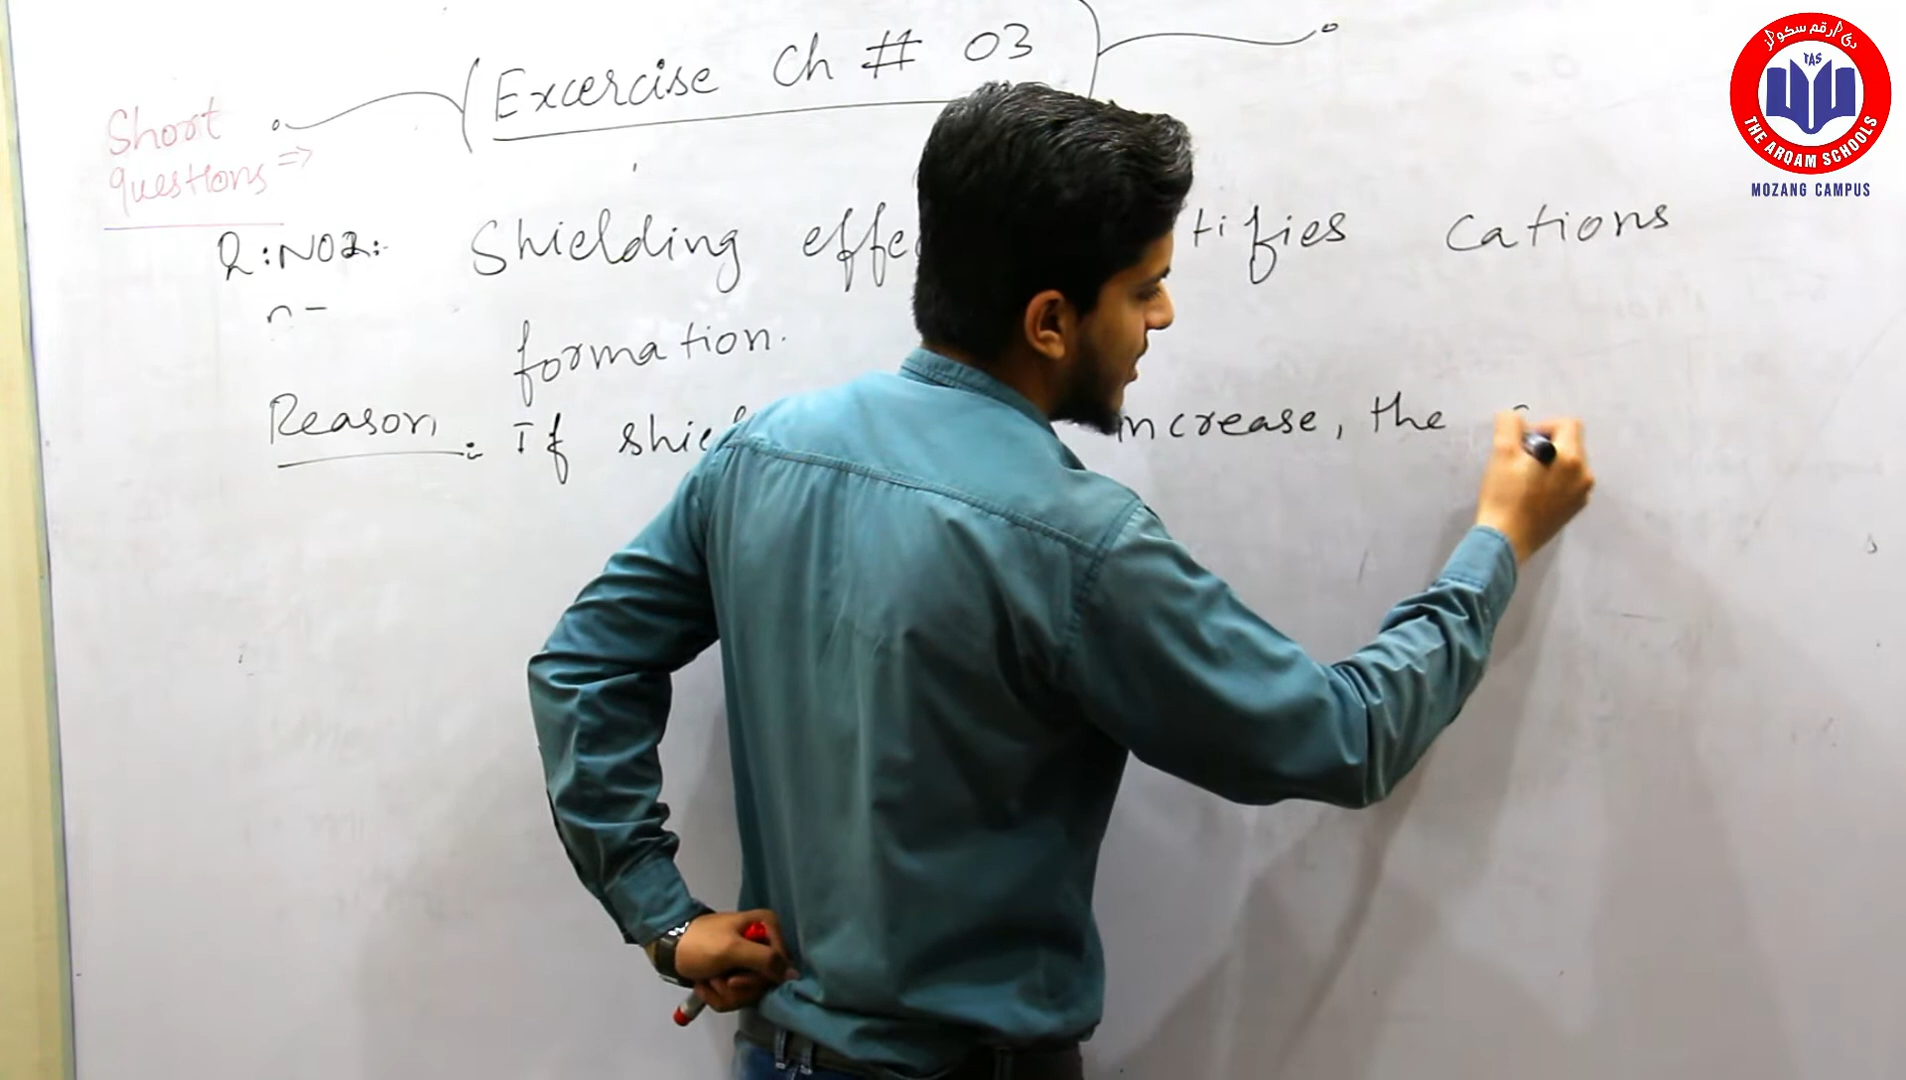 Excercise Ch # 03
Short
questions =>
Q:NO2:- Shielding effe tifies cations
formation.
Reason: If shie increase, the
دی ارقم سکولز
TAS
THE ARQAM SCHOOLS
MOZANG CAMPUS